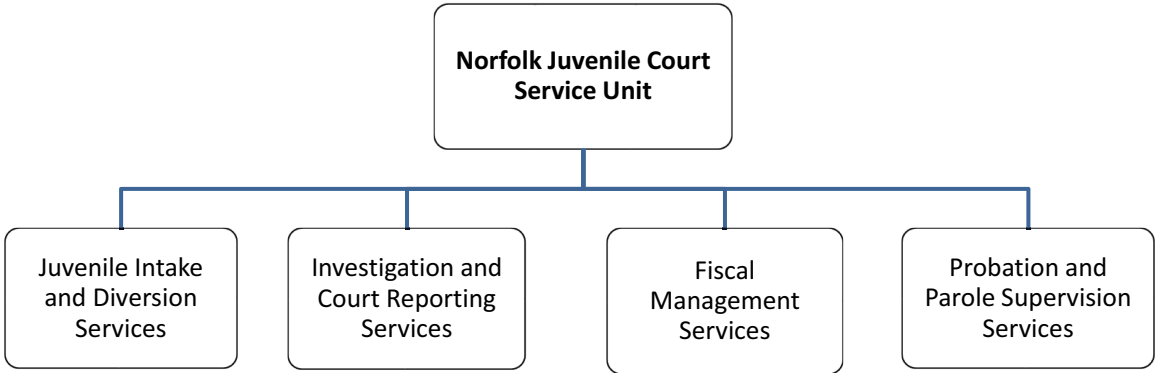 Norfolk Juvenile Court
Service Unit
Juvenile Intake
and Diversion
Services
Investigation and
Court Reporting
Services
Fiscal
Management
Services
Probation and
Parole Supervision
Services